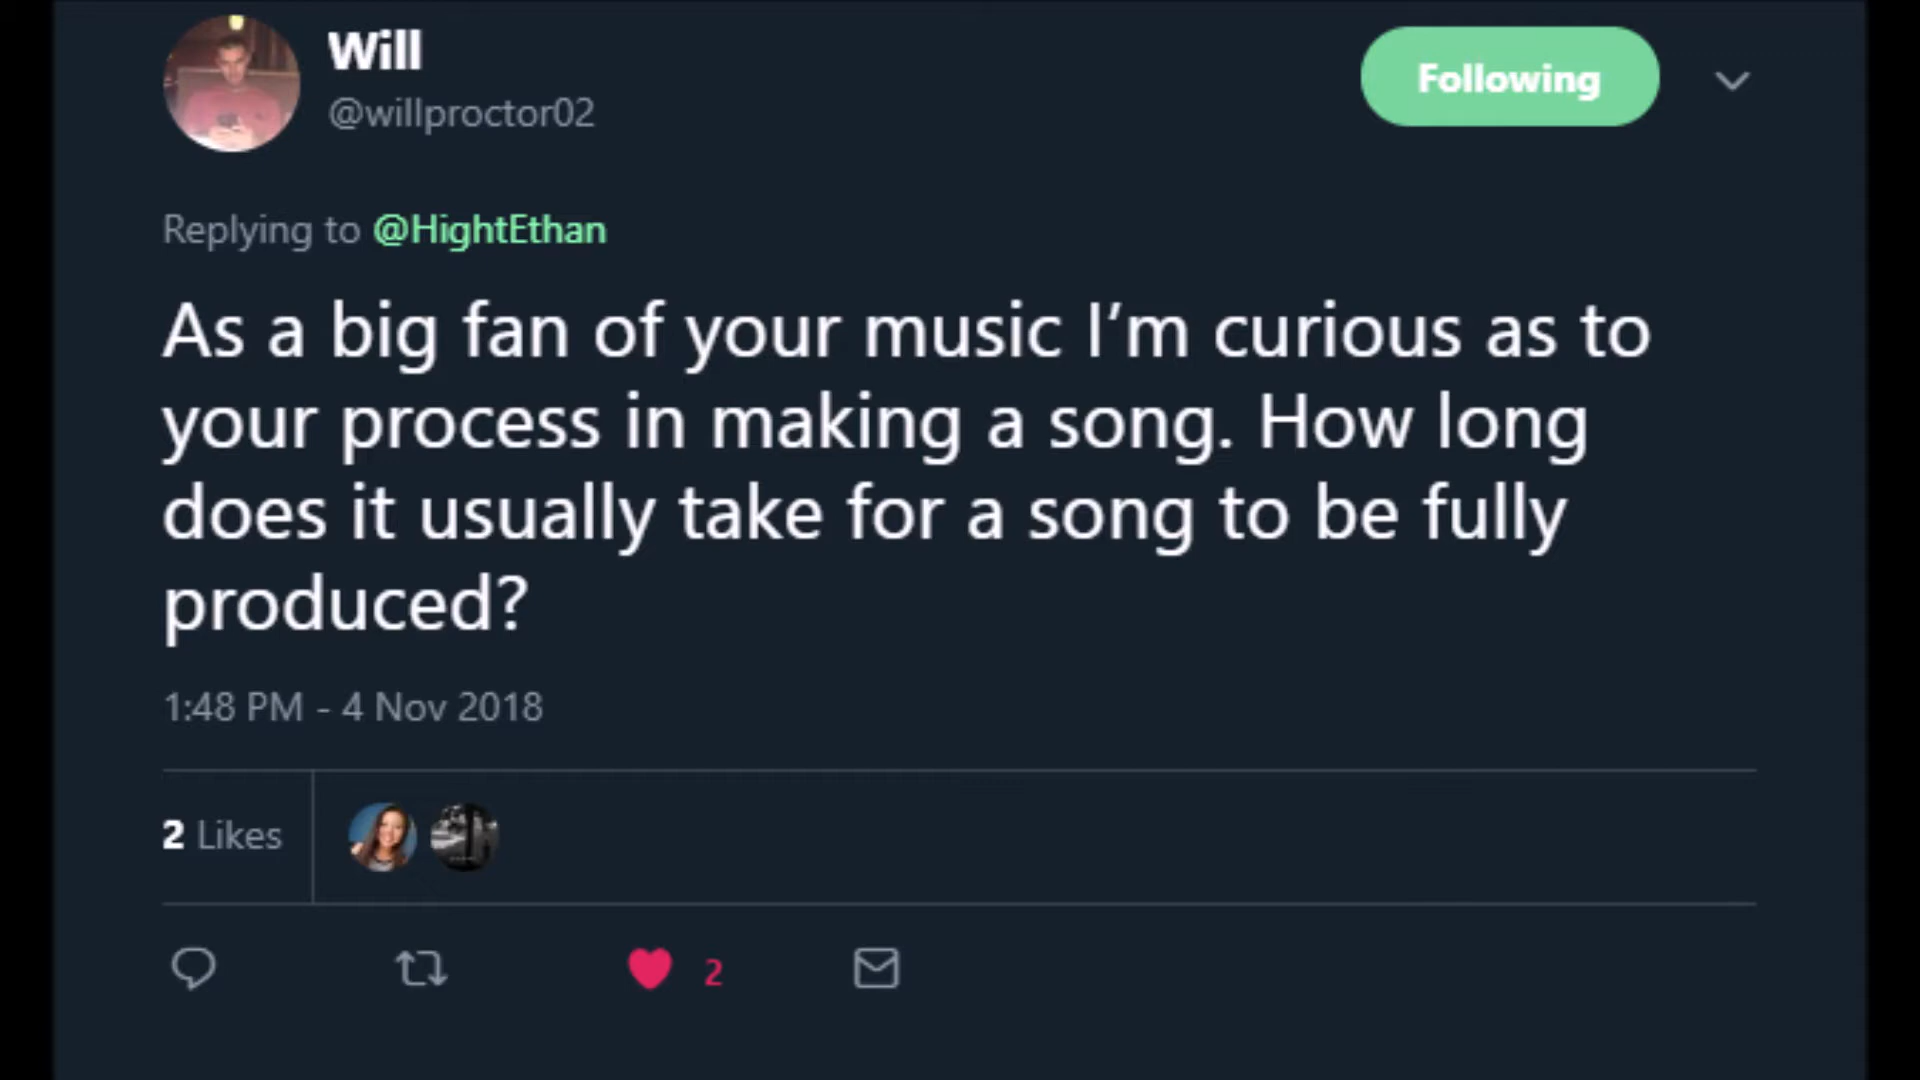 Will
@willproctor02
Following
Replying to @HightEthan
As a big fan of your music I’m curious as to
your process in making a song. How long
does it usually take for a song to be fully
produced?
1:48 PM - 4 Nov 2018
2 Likes
2